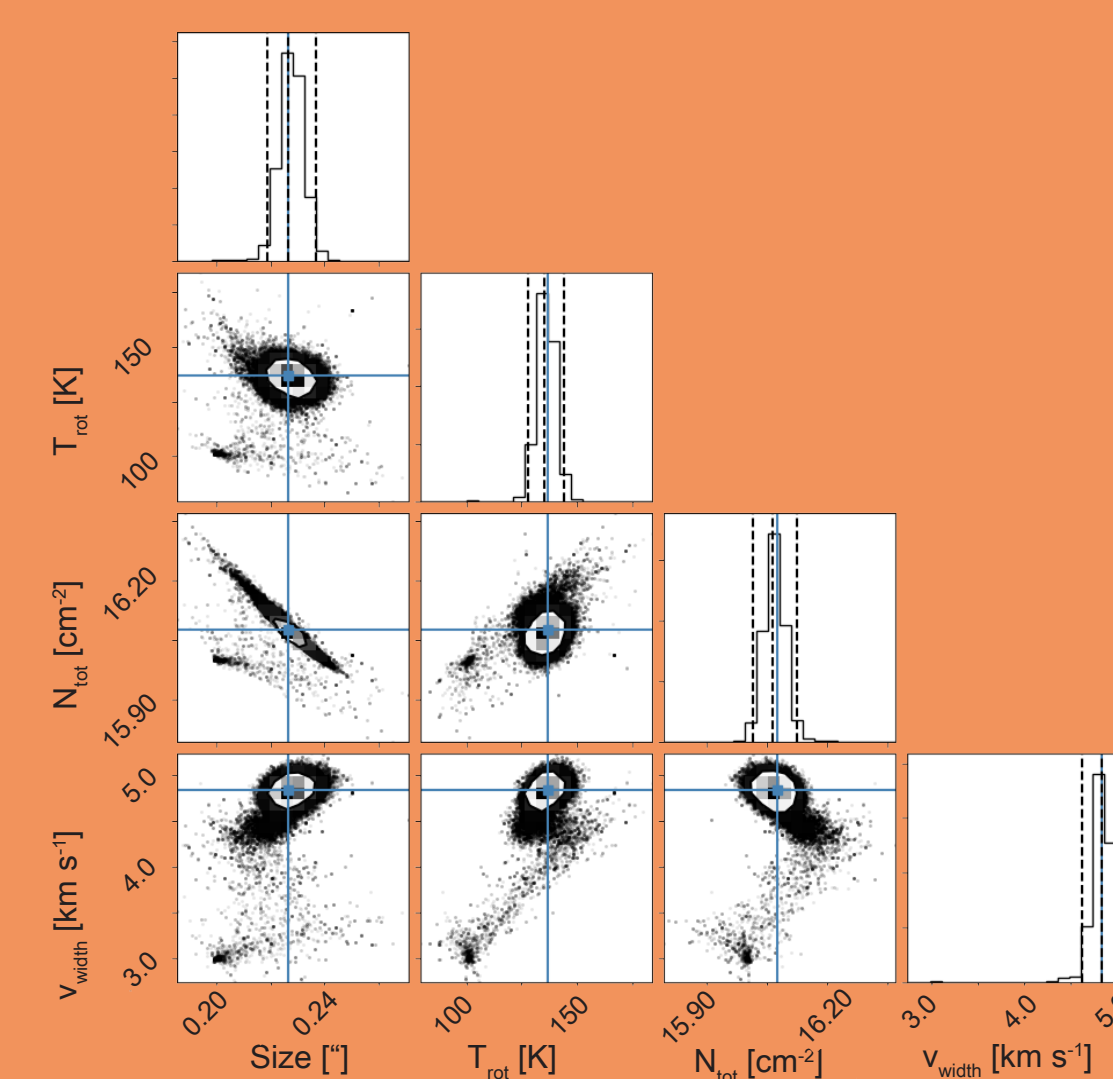 150
100
T_rot [K]
16.20
15.90
N_tot [cm⁻²]
5.0
4.0
3.0
v_width [km s⁻¹]
0.20 0.24 100 150 15.90 16.20 3.0 4.0
Size [“] T_rot [K] N_tot [cm⁻²] v_width [km s⁻¹]